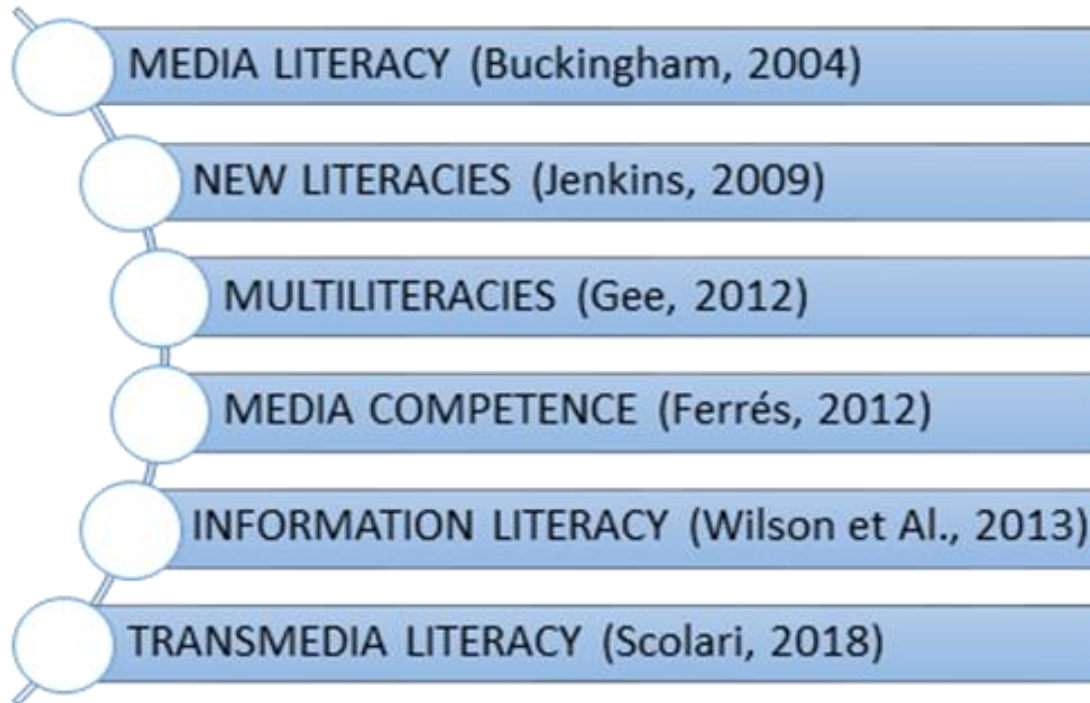 MEDIA LITERACY (Buckingham, 2004)
NEW LITERACIES (Jenkins, 2009)
MULTILITERACIES (Gee, 2012)
MEDIA COMPETENCE (Ferrés, 2012)
INFORMATION LITERACY (Wilson et Al., 2013)
TRANSMEDIA LITERACY (Scolari, 2018)